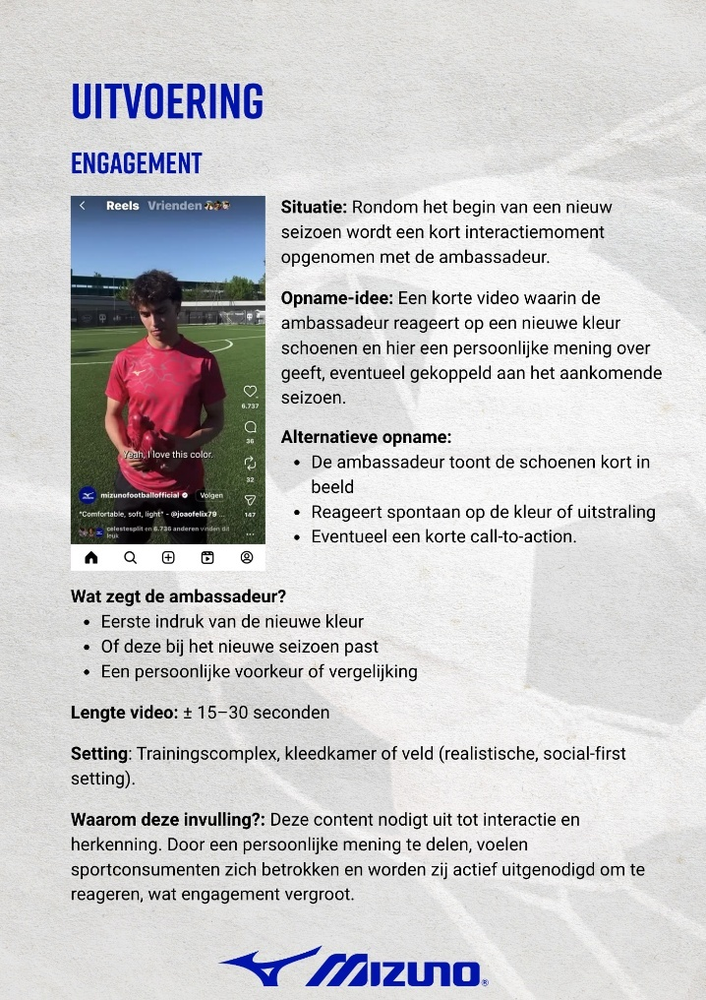 UITVOERING
ENGAGEMENT
Reels Vrienden
6.737
36
32
147
Yeah, I love this color.
mizunofootballofficial Volgen
"Comfortable, soft, light" - @joaofelix79 ...
celestesplit en 8.736 anderen vinden dit
leuk
Situatie: Rondom het begin van een nieuw
seizoen wordt een kort interactiemoment
opgenomen met de ambassadeur.
Opname-idee: Een korte video waarin de
ambassadeur reageert op een nieuwe kleur
schoenen en hier een persoonlijke mening over
geeft, eventueel gekoppeld aan het aankomende
seizoen.
Alternatieve opname:
• De ambassadeur toont de schoenen kort in
beeld
• Reageert spontaan op de kleur of uitstraling
• Eventueel een korte call-to-action.
Wat zegt de ambassadeur?
• Eerste indruk van de nieuwe kleur
• Of deze bij het nieuwe seizoen past
• Een persoonlijke voorkeur of vergelijking
Lengte video: ± 15–30 seconden
Setting: Trainingscomplex, kleedkamer of veld (realistische, social-first
setting).
Waarom deze invulling?: Deze content nodigt uit tot interactie en
herkenning. Door een persoonlijke mening te delen, voelen
sportconsumenten zich betrokken en worden zij actief uitgenodigd om te
reageren, wat engagement vergroot.
MIZUNO®